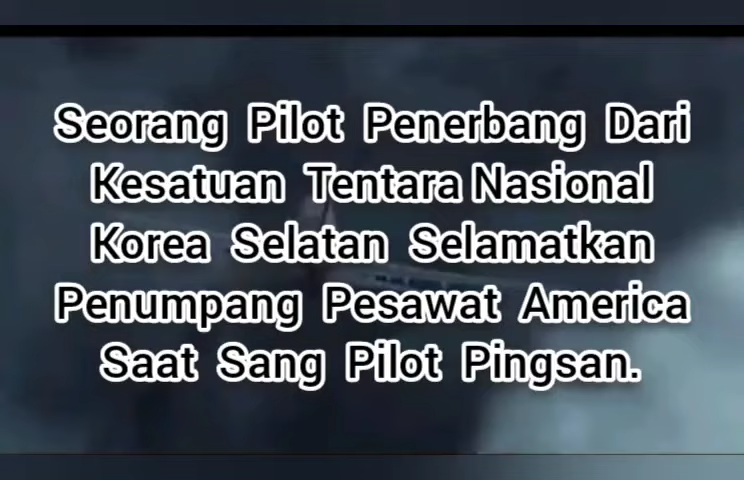 Seorang Pilot Penerbang Dari
Kesatuan Tentara Nasional
Korea Selatan Selamatkan
Penumpang Pesawat America
Saat Sang Pilot Pingsan.